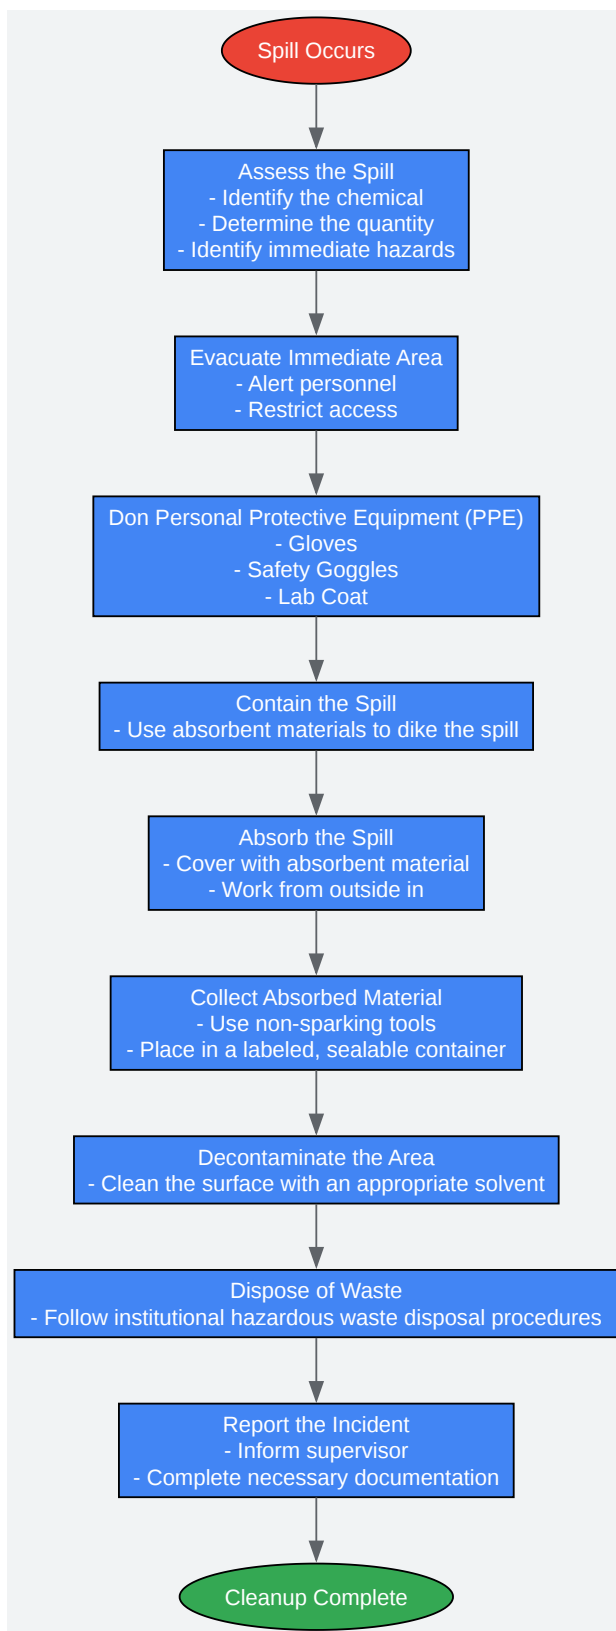 Spill Occurs
Assess the Spill
- Identify the chemical
- Determine the quantity
- Identify immediate hazards
Evacuate Immediate Area
- Alert personnel
- Restrict access
Don Personal Protective Equipment (PPE)
- Gloves
- Safety Goggles
- Lab Coat
Contain the Spill
- Use absorbent materials to dike the spill
Absorb the Spill
- Cover with absorbent material
- Work from outside in
Collect Absorbed Material
- Use non-sparking tools
- Place in a labeled, sealable container
Decontaminate the Area
- Clean the surface with an appropriate solvent
Dispose of Waste
- Follow institutional hazardous waste disposal procedures
Report the Incident
- Inform supervisor
- Complete necessary documentation
Cleanup Complete